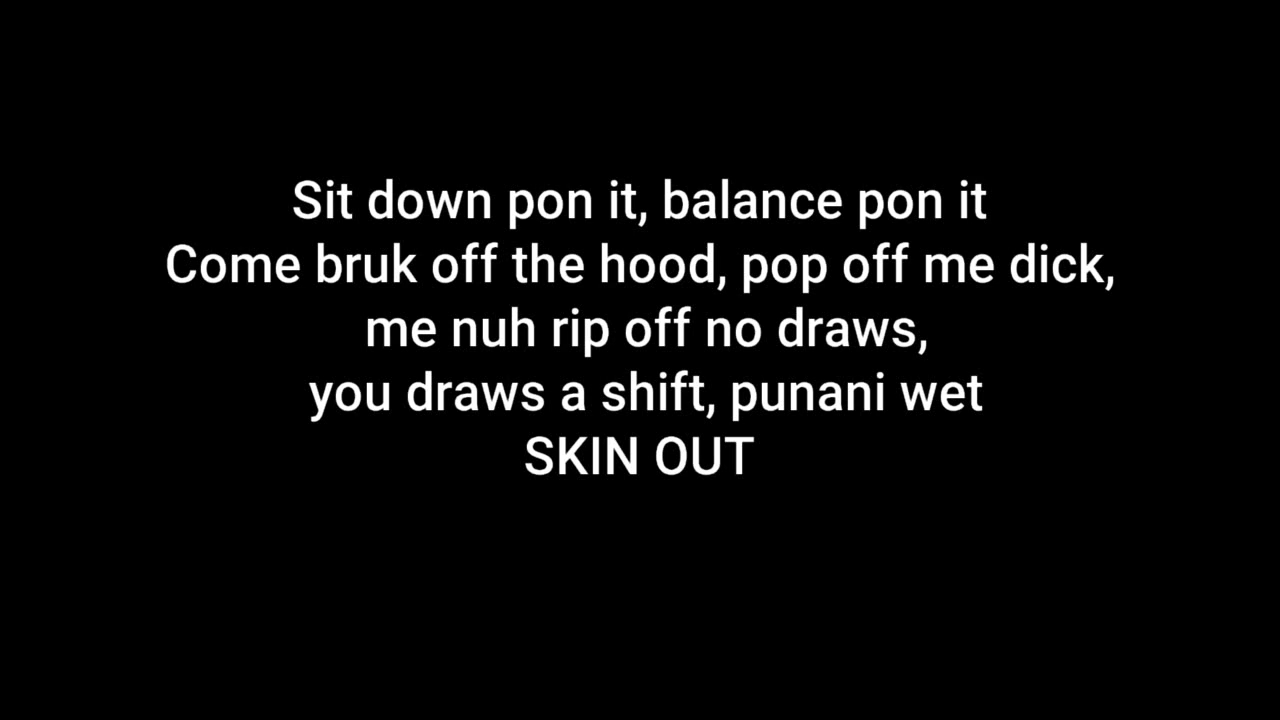 Sit down pon it, balance pon it
Come bruk off the hood, pop off me dick,
me nuh rip off no draws,
you draws a shift, punani wet
SKIN OUT